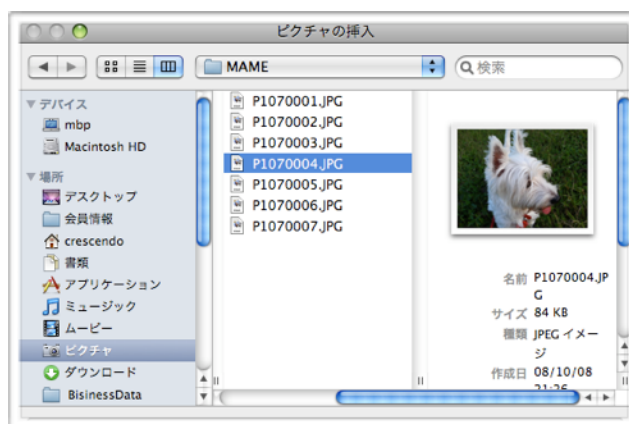 ピクチャの挿入
MAME
検索
デバイス
mbp
Macintosh HD
場所
デスクトップ
会員情報
crescendo
書類
アプリケーション
ミュージック
ムービー
ピクチャ
ダウンロード
BisinessData
P1070001.JPG
P1070002.JPG
P1070003.JPG
P1070004.JPG
P1070005.JPG
P1070006.JPG
P1070007.JPG
名前 P1070004.JP
G
サイズ 84 KB
種類 JPEG イメー
ジ
作成日 08/10/08
21:26